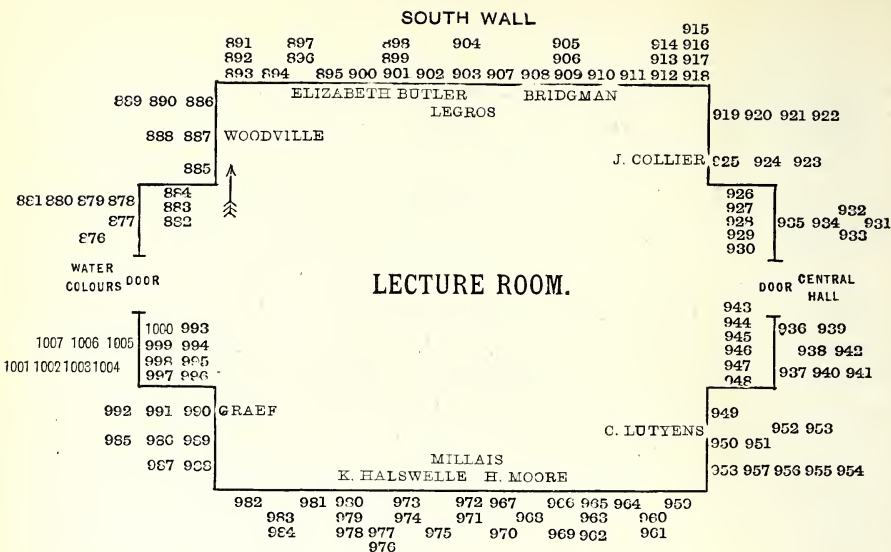 SOUTH WALL
915
891 897 898 904 905 914 916
892 896 899 906 913 917
893 894 895 900 901 902 903 907 908 909 910 911 912 918
ELIZABETH BUTLER BRIDGMAN
LEGROS
889 890 886
919 920 921 922
888 887 WOODVILLE
J. COLLIER 925 924 923
885
881 880 879 878 884 926
883 927 932
877 882 928 935 934 931
876 929 933
930
WATER COLOURS DOOR
LECTURE ROOM.
DOOR CENTRAL HALL
943
1000 993 944 936 939
1007 1006 1005 999 994 945
998 995 946 938 942
1001 1002 1003 1004 997 996 947 937 940 941
948
992 991 990 GRAEF 949
C. LUTYENS 952 953
985 986 989 950 951
MILLAIS
987 988 K. HALSWELLE H. MOORE 953 957 956 955 954
982 981 980 973 972 967 966 965 964 959
983 979 974 971 968 963 960
984 978 977 975 970 969 962 961
976